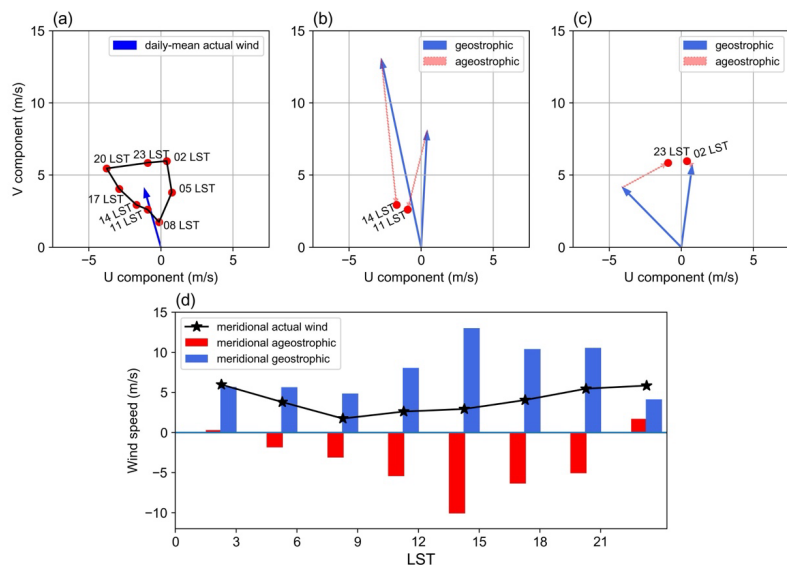 (a)
(b)
(c)
15
10
5
0
V component (m/s)
daily-mean actual wind
20 LST
23 LST
02 LST
17 LST
05 LST
14 LST
11 LST
08 LST
−5
0
5
U component (m/s)
15
10
5
0
geostrophic
ageostrophic
14 LST
11 LST
−5
0
5
U component (m/s)
15
10
5
0
geostrophic
ageostrophic
23 LST
02 LST
−5
0
5
U component (m/s)
(d)
15
10
5
0
−5
−10
Wind speed (m/s)
meridional actual wind
meridional ageostrophic
meridional geostrophic
0
3
6
9
12
15
18
21
LST